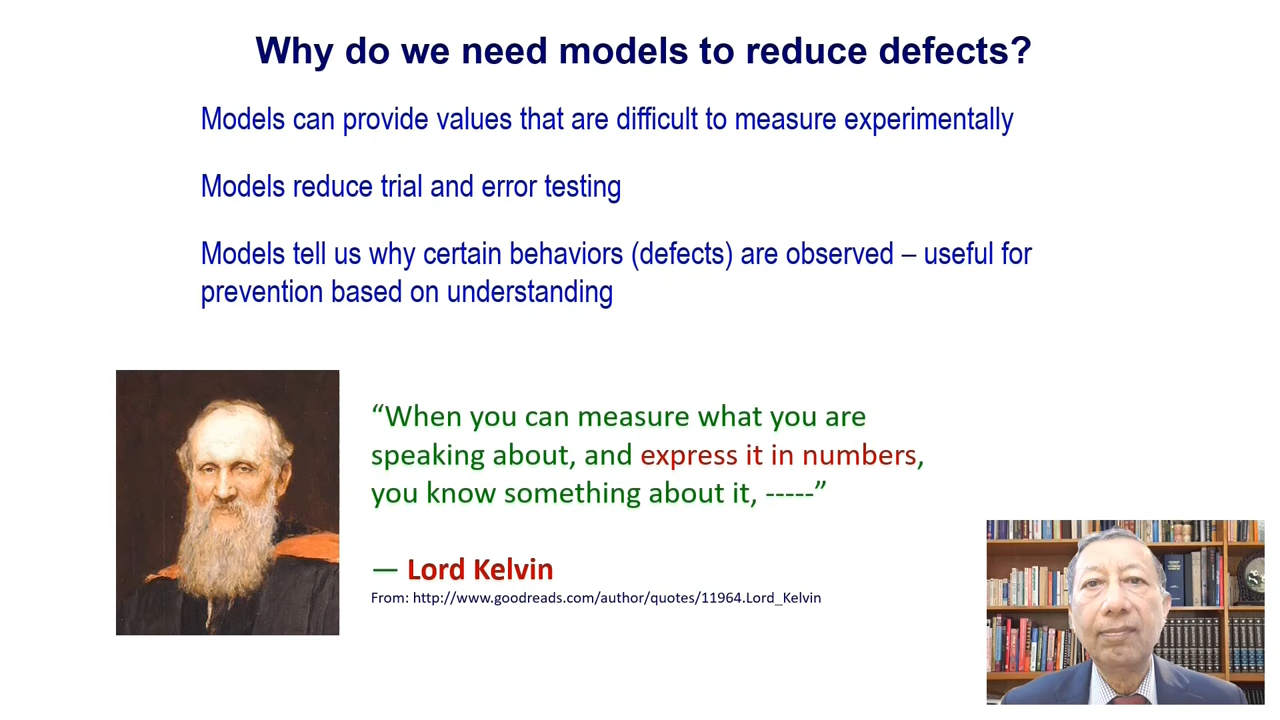 Why do we need models to reduce defects?
Models can provide values that are difficult to measure experimentally
Models reduce trial and error testing
Models tell us why certain behaviors (defects) are observed – useful for
prevention based on understanding
“When you can measure what you are
speaking about, and express it in numbers,
you know something about it, -----”
— Lord Kelvin
From: http://www.goodreads.com/author/quotes/11964.Lord_Kelvin